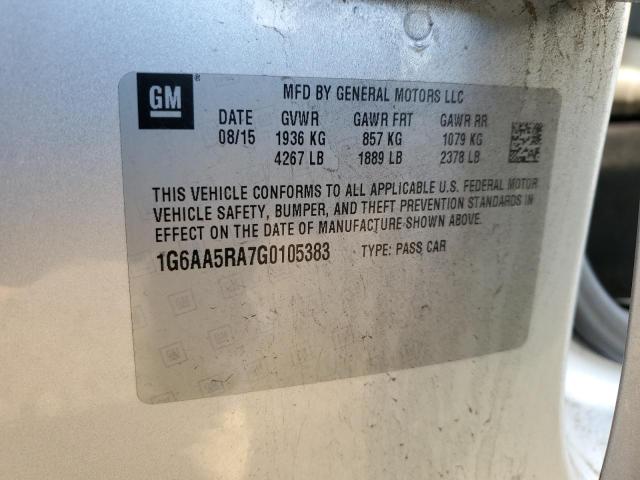 GM
®
MFD BY GENERAL MOTORS LLC
DATE GVWR GAWR FRT GAWR RR
08/15 1936 KG 857 KG 1079 KG
4267 LB 1889 LB 2378 LB
THIS VEHICLE CONFORMS TO ALL APPLICABLE U.S. FEDERAL MOTOR
VEHICLE SAFETY, BUMPER, AND THEFT PREVENTION STANDARDS IN
EFFECT ON THE DATE OF MANUFACTURE SHOWN ABOVE.
1G6AA5RA7G0105383 TYPE: PASS CAR